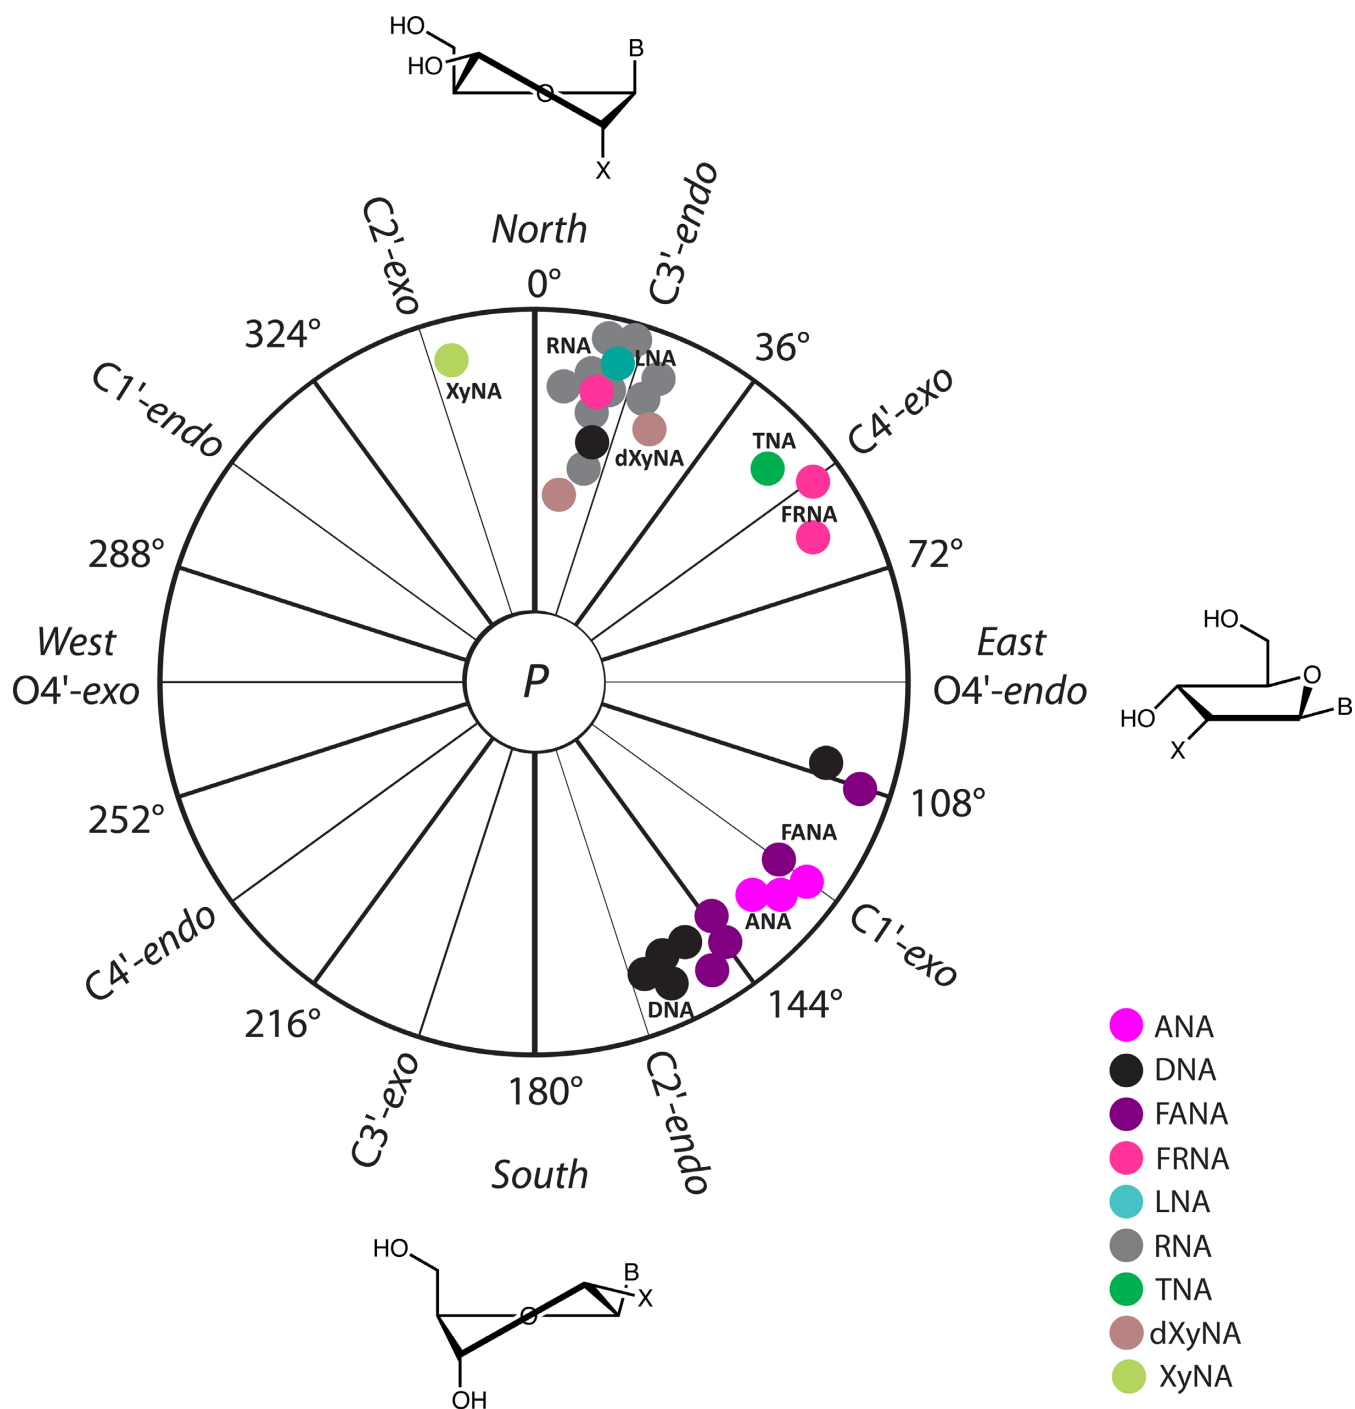 HO
HO
B
O
X
North
0°
C2'-exo
C3'-endo
324°
36°
C1'-endo
C4'-exo
RNA
LNA
XyNA
dXyNA
TNA
FRNA
288°
72°
West
O4'-exo
P
East
O4'-endo
HO
O
HO
B
X
252°
108°
FANA
ANA
DNA
C4'-endo
C1'-exo
216°
144°
C3'-exo
180°
C2'-endo
South
HO
B
X
O
OH
ANA
DNA
FANA
FRNA
LNA
RNA
TNA
dXyNA
XyNA